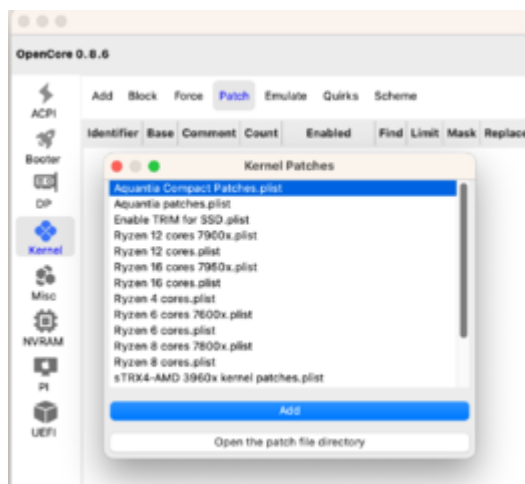 OpenCore 0.8.6
ACPI
Booter
DP
Kernel
Misc
NVRAM
PI
UEFI
Add Block Force Patch Emulate Quirks Scheme
Identifier Base Comment Count Enabled Find Limit Mask Replace
Kernel Patches
Aquantia Compact Patches.plist
Aquantia patches.plist
Enable TRIM for SSD.plist
Ryzen 12 cores 7900x.plist
Ryzen 12 cores.plist
Ryzen 16 cores 7950x.plist
Ryzen 16 cores.plist
Ryzen 4 cores.plist
Ryzen 6 cores 7600x.plist
Ryzen 6 cores.plist
Ryzen 8 cores 7800x.plist
Ryzen 8 cores.plist
sTRX4-AMD 3960x kernel patches.plist
Add
Open the patch file directory